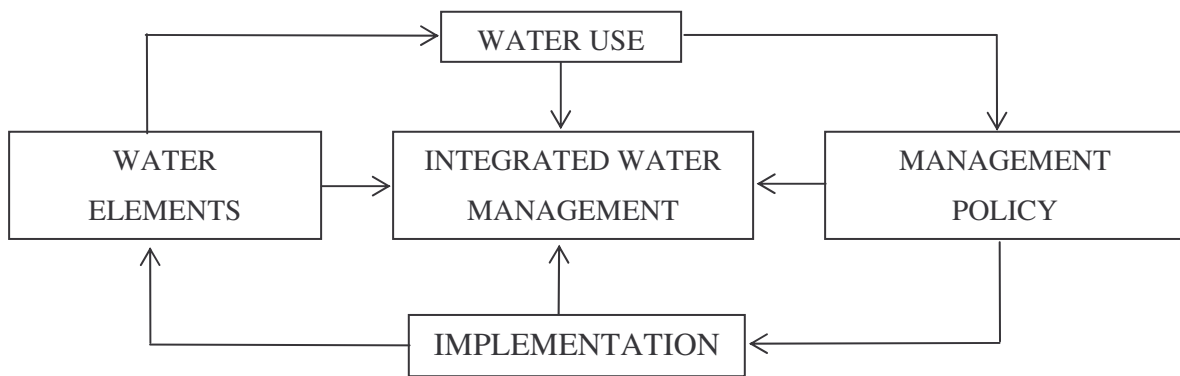 WATER USE
WATER
ELEMENTS
INTEGRATED WATER
MANAGEMENT
MANAGEMENT
POLICY
IMPLEMENTATION